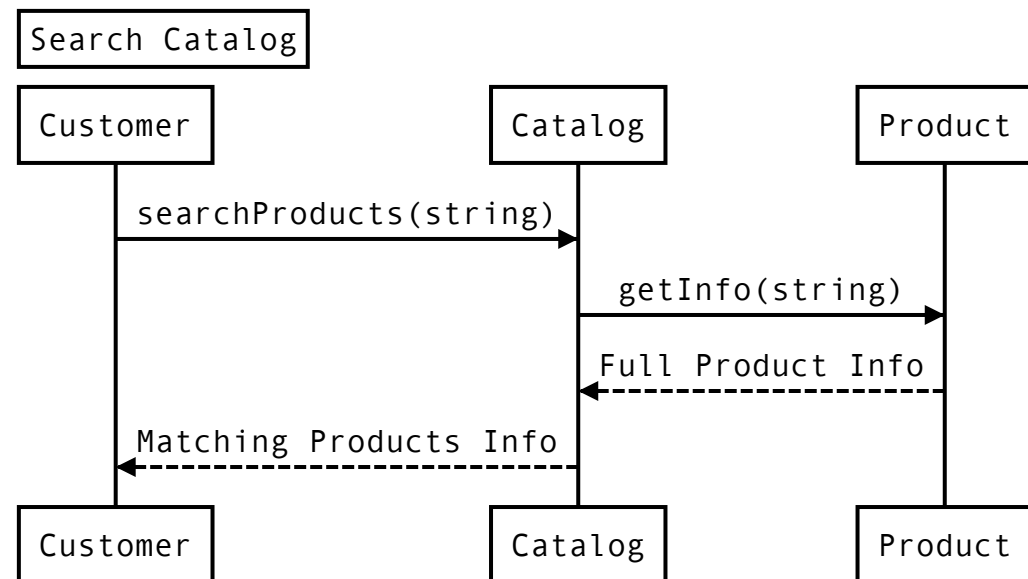 Search Catalog
Customer
Catalog
Product
searchProducts(string)
getInfo(string)
Full Product Info
Matching Products Info
Customer
Catalog
Product